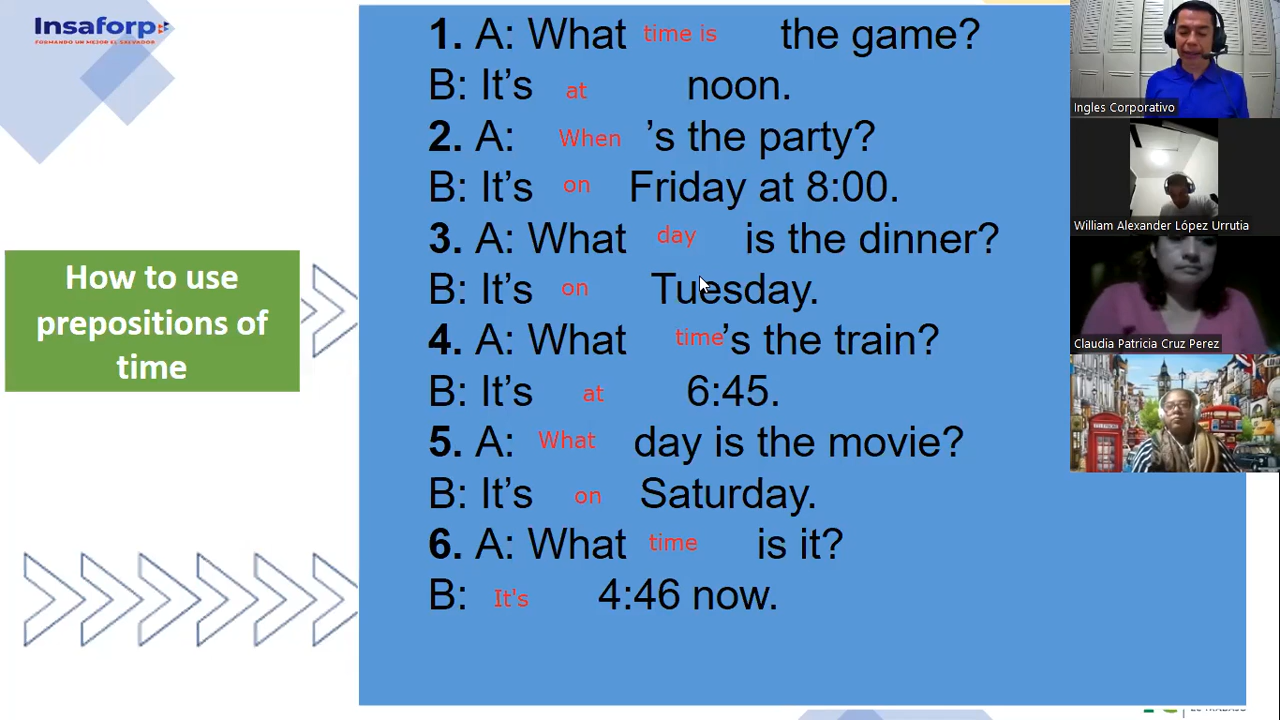 Insaforp
FORMANDO UN MEJOR EL SALVADOR
How to use
prepositions of
time
1. A: What time is the game?
B: It's at noon.
2. A: When 's the party?
B: It's on Friday at 8:00.
3. A: What day is the dinner?
B: It's on Tuesday.
4. A: What time's the train?
B: It's at 6:45.
5. A: What day is the movie?
B: It's on Saturday.
6. A: What time is it?
B: It's 4:46 now.
Ingles Corporativo
William Alexander López Urrutia
Claudia Patricia Cruz Perez